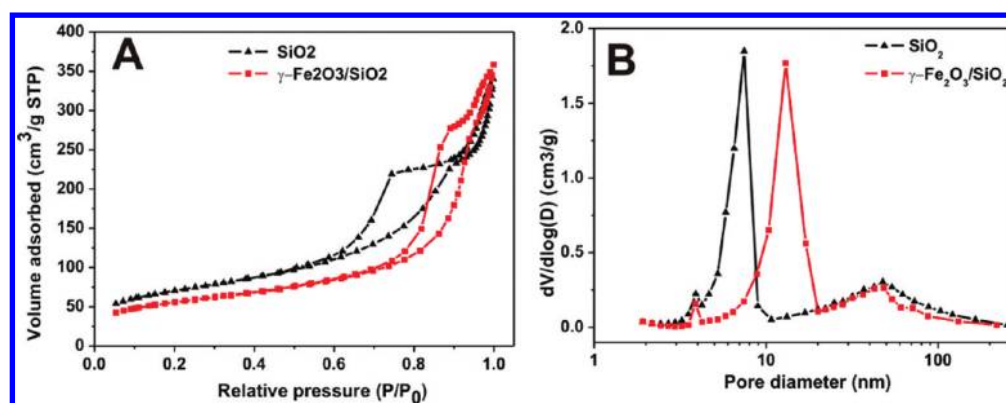 A
SiO2
γ–Fe2O3/SiO2
Volume adsorbed (cm³/g STP)
400
350
300
250
200
150
100
50
0
0.0 0.2 0.4 0.6 0.8 1.0
Relative pressure (P/P₀)
B
SiO₂
γ–Fe₂O₃/SiO₂
dV/dlog(D) (cm3/g)
2.0
1.5
1.0
0.5
0.0
1 10 100
Pore diameter (nm)